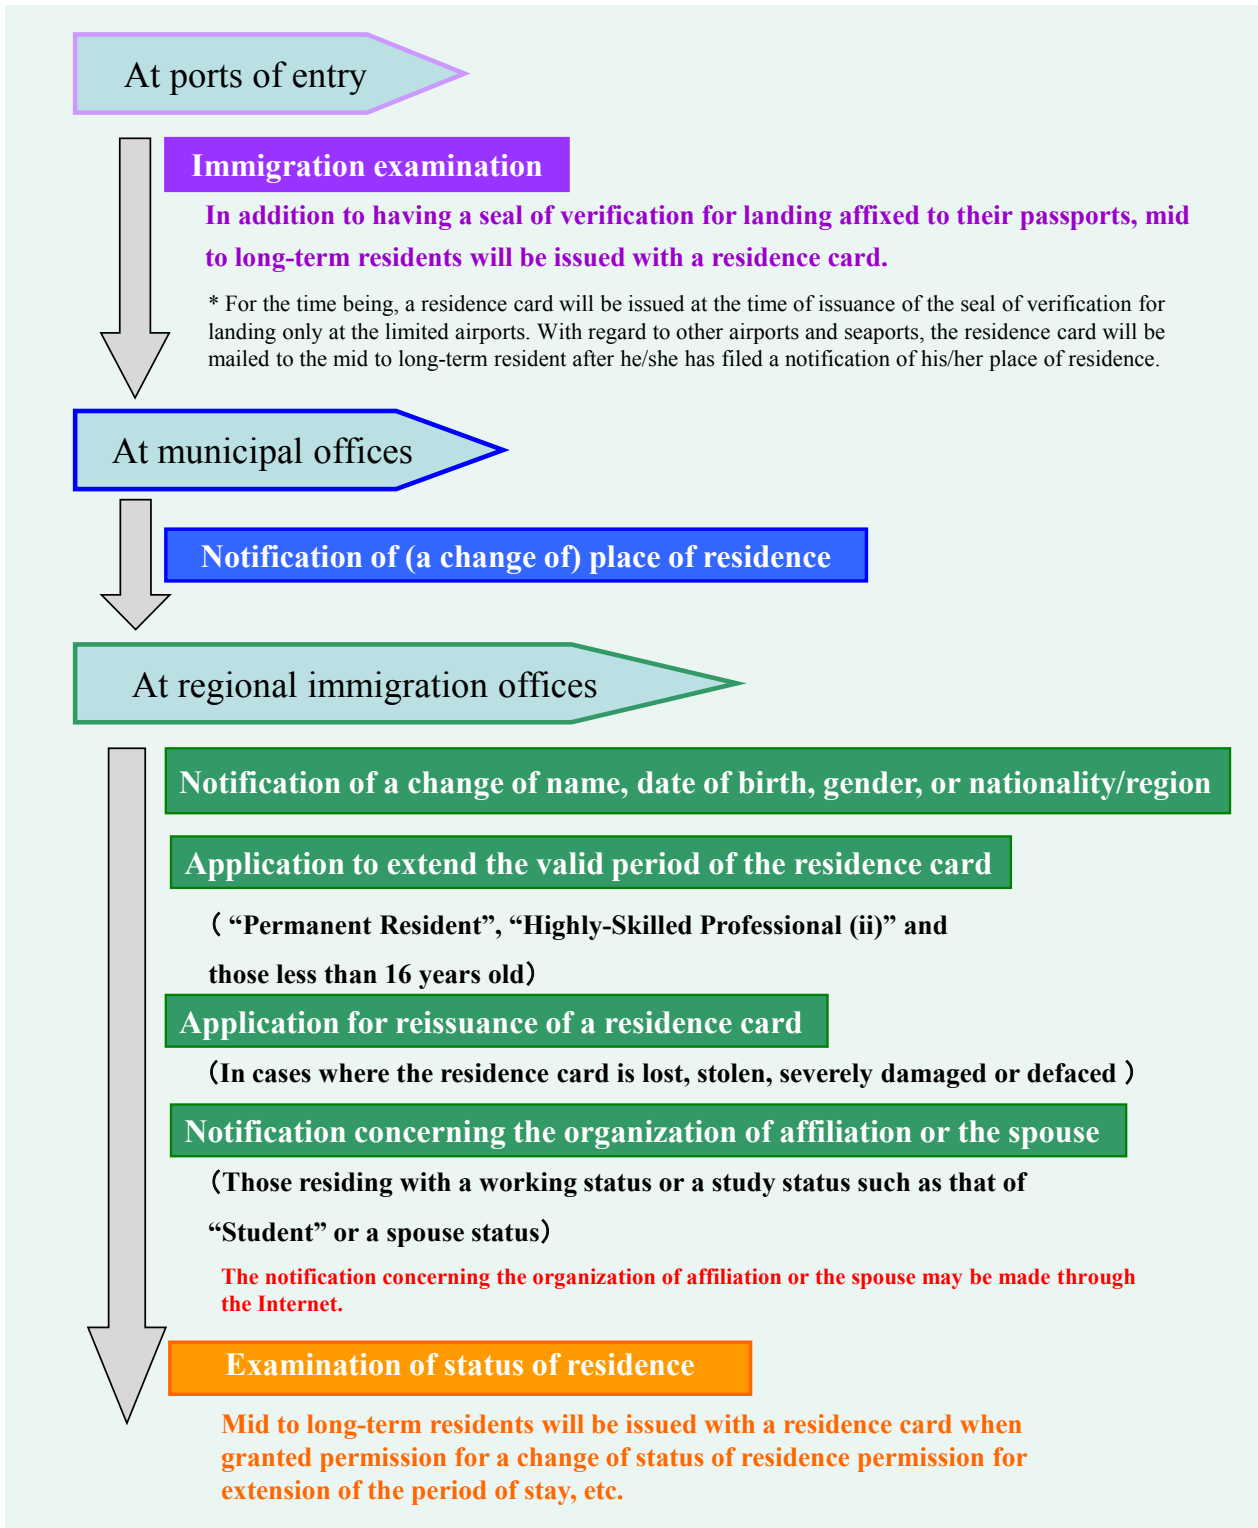 At ports of entry
Immigration examination
In addition to having a seal of verification for landing affixed to their passports, mid
to long-term residents will be issued with a residence card.
* For the time being, a residence card will be issued at the time of issuance of the seal of verification for
landing only at the limited airports. With regard to other airports and seaports, the residence card will be
mailed to the mid to long-term resident after he/she has filed a notification of his/her place of residence.
At municipal offices
Notification of (a change of) place of residence
At regional immigration offices
Notification of a change of name, date of birth, gender, or nationality/region
Application to extend the valid period of the residence card
（ “Permanent Resident”, “Highly-Skilled Professional (ii)” and
those less than 16 years old）
Application for reissuance of a residence card
（In cases where the residence card is lost, stolen, severely damaged or defaced ）
Notification concerning the organization of affiliation or the spouse
（Those residing with a working status or a study status such as that of
“Student” or a spouse status）
The notification concerning the organization of affiliation or the spouse may be made through
the Internet.
Examination of status of residence
Mid to long-term residents will be issued with a residence card when
granted permission for a change of status of residence permission for
extension of the period of stay, etc.